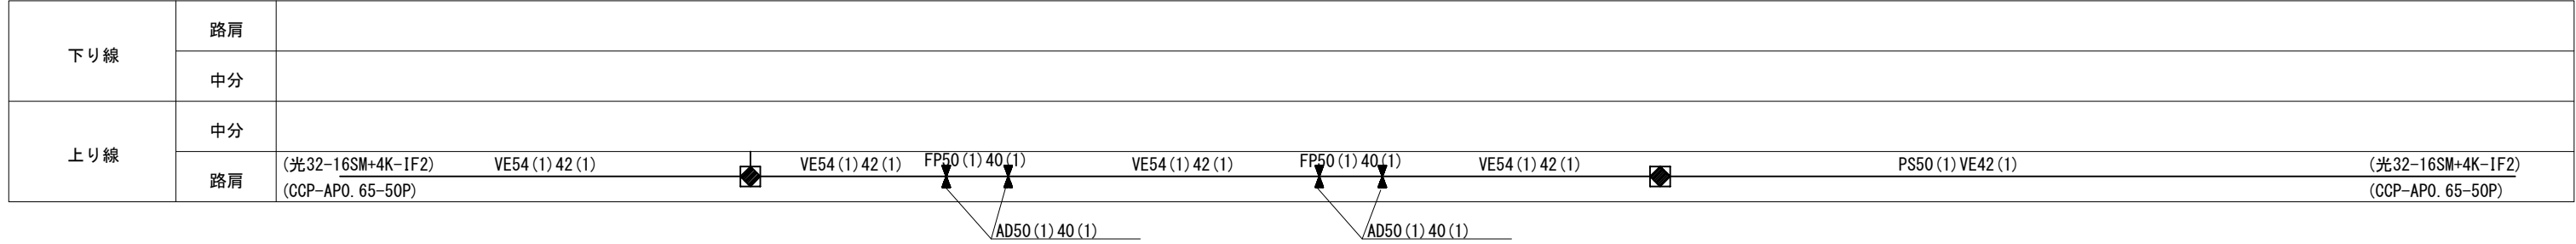 下り線
路肩
中分
上り線
中分
路肩
(光32-16SM+4K-IF2)
VE54(1)42(1)
VE54(1)42(1)
FP50(1)40(1)
VE54(1)42(1)
FP50(1)40(1)
VE54(1)42(1)
PS50(1)VE42(1)
(光32-16SM+4K-IF2)
(CCP-AP0.65-50P)
(CCP-AP0.65-50P)
AD50(1)40(1)
AD50(1)40(1)